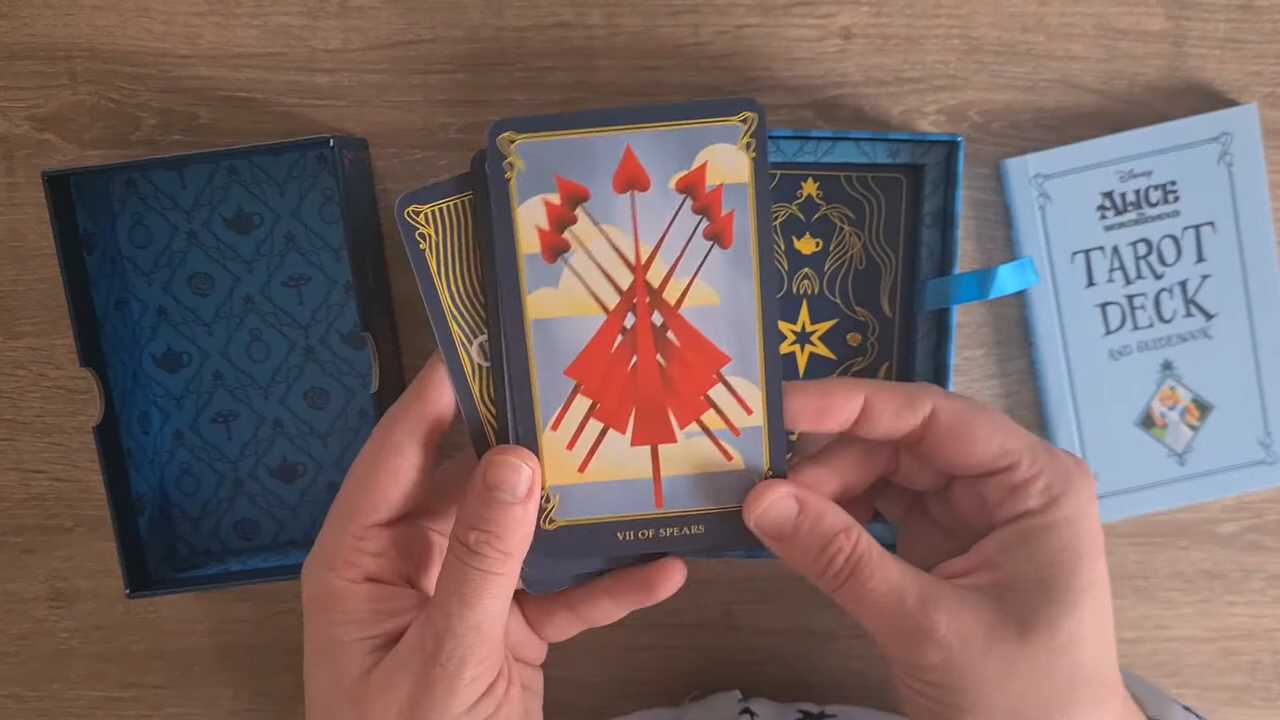 VII OF SPEARS
Disney
ALICE
IN
WONDERLAND
TAROT
DECK
AND GUIDEBOOK